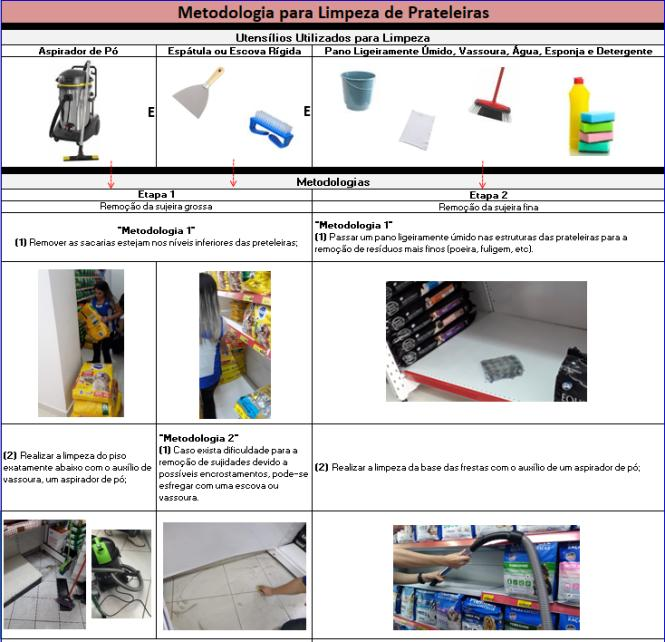 Metodologia para Limpeza de Prateleiras
Utensílios Utilizados para Limpeza
Aspirador de Pó
Espátula ou Escova Rígida
Pano Ligeiramente Úmido, Vassoura, Água, Esponja e Detergente
E
E
Metodologias
Etapa 1
Remoção da sujeira grossa
Etapa 2
Remoção da sujeira fina
"Metodologia 1"
(1) Remover as sacarias estejam nos níveis inferiores das preteleiras;
"Metodologia 1"
(1) Passar um pano ligeiramente úmido nas estruturas das prateleiras para a
remoção de resíduos mais finos (poeira, fuligem, etc).
(2) Realizar a limpeza do piso
exatamente abaixo com o auxílio de
vassoura, um aspirador de pó;
"Metodologia 2"
(1) Caso exista dificuldade para a
remoção de sujidades devido a
possíveis encrostamentos, pode-se
esfregar com uma escova ou
vassoura.
(2) Realizar a limpeza da base das frestas com o auxílio de um aspirador de pó;